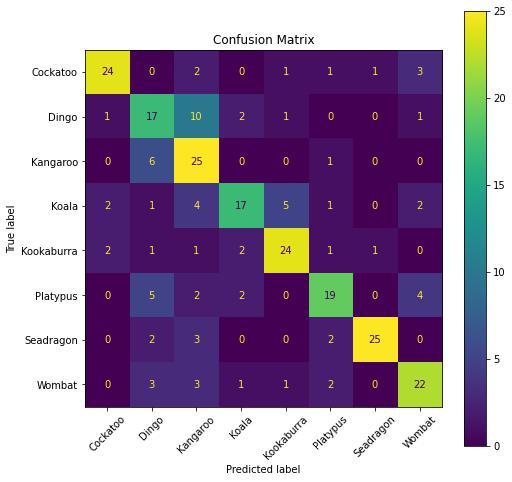 Confusion Matrix
True label
Cockatoo 24 0 2 0 1 1 1 3
Dingo 1 17 10 2 1 0 0 1
Kangaroo 0 6 25 0 0 1 0 0
Koala 2 1 4 17 5 1 0 2
Kookaburra 2 1 1 2 24 1 1 0
Platypus 0 5 2 2 0 19 0 4
Seadragon 0 2 3 0 0 2 25 0
Wombat 0 3 3 1 1 2 0 22
Cockatoo Dingo Kangaroo Koala Kookaburra Platypus Seadragon Wombat
Predicted label
25
20
15
10
5
0